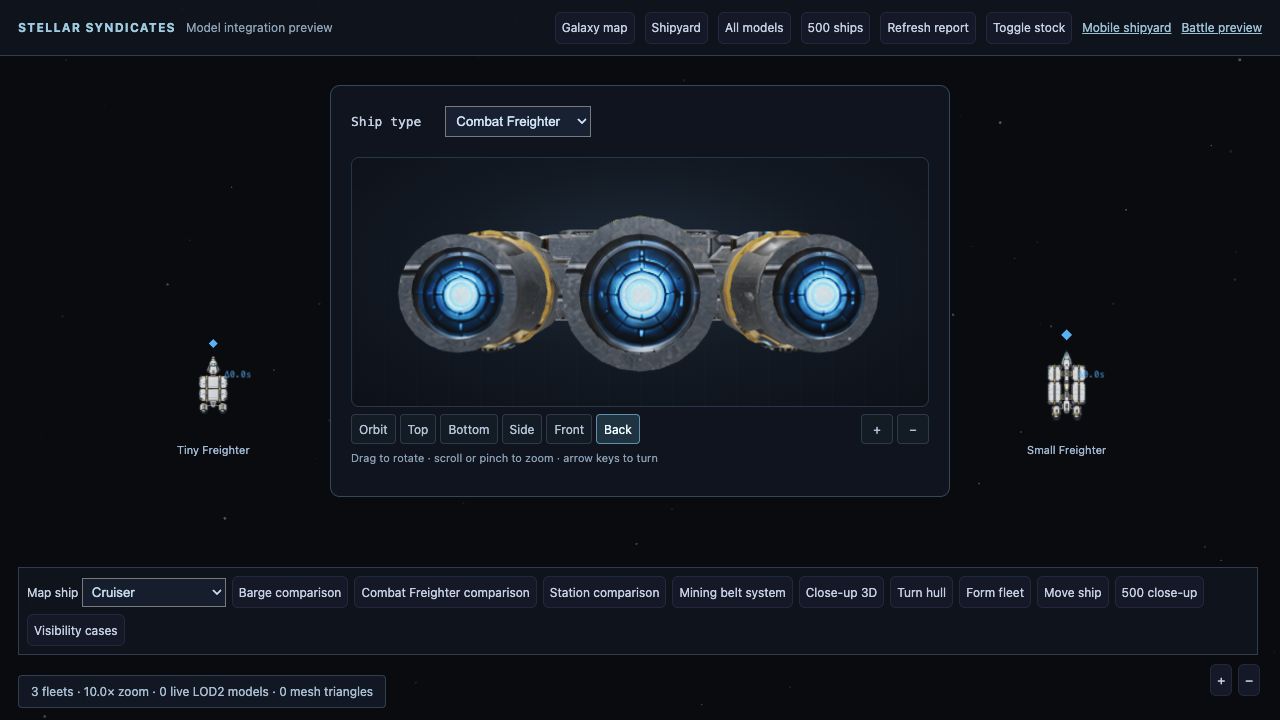 STELLAR SYNDICATES Model integration preview Galaxy map Shipyard All models 500 ships Refresh report Toggle stock Mobile shipyard Battle preview
Ship type Combat Freighter
Δ0.0s
Tiny Freighter
Small Freighter
Orbit Top Bottom Side Front Back + −
Drag to rotate · scroll or pinch to zoom · arrow keys to turn
Map ship Cruiser Barge comparison Combat Freighter comparison Station comparison Mining belt system Close-up 3D Turn hull Form fleet Move ship 500 close-up
Visibility cases
3 fleets · 10.0× zoom · 0 live LOD2 models · 0 mesh triangles
+ −